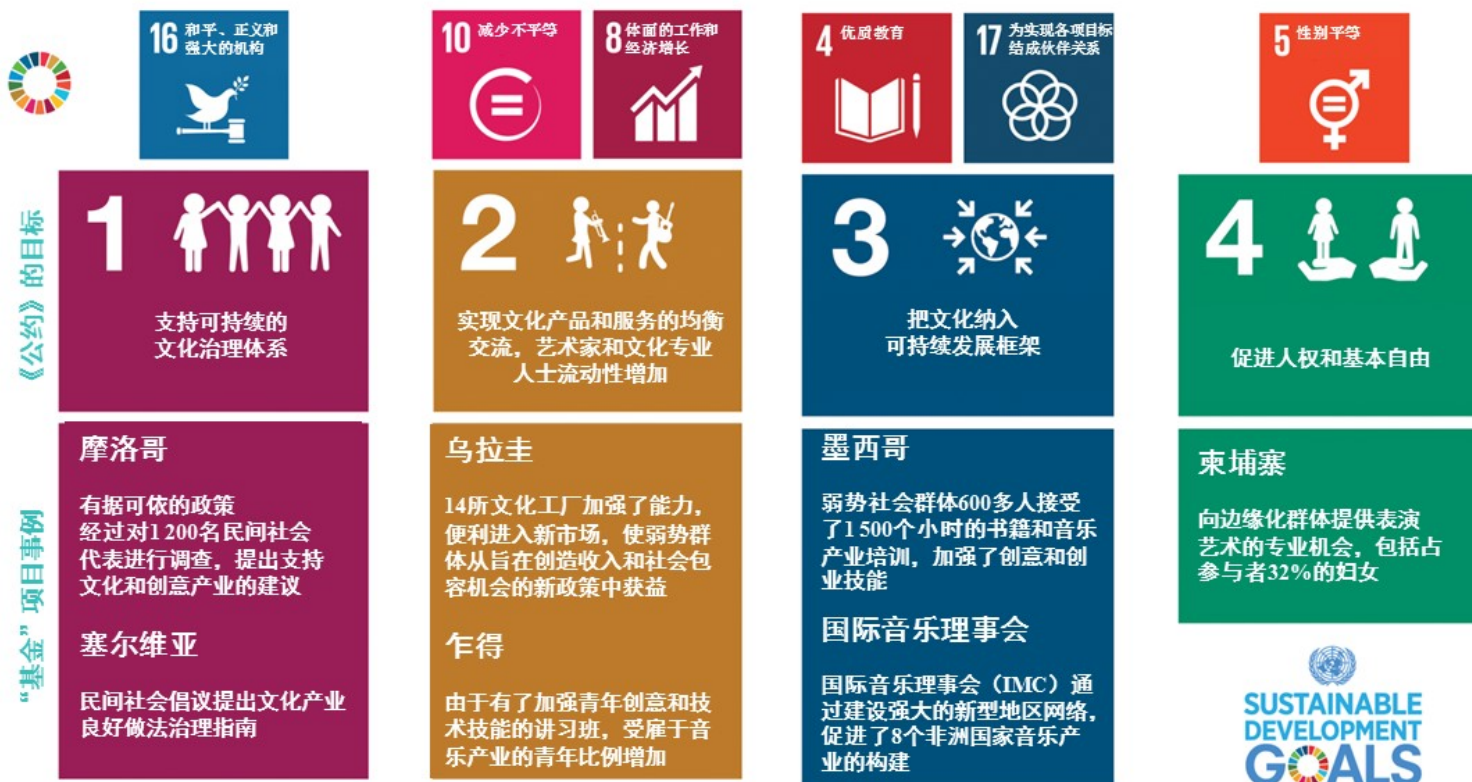 16 和平、正义和
强大的机构
10 减少不平等
8 体面的工作和
经济增长
4 优质教育
17 为实现各项目标
结成伙伴关系
5 性别平等
《公约》的目标
1
支持可持续的
文化治理体系
2
实现文化产品和服务的均衡
交流，艺术家和文化专业
人士流动性增加
3
把文化纳入
可持续发展框架
4
促进人权和基本自由
“基金”项目事例
摩洛哥
有据可依的政策
经过对1 200名民间社会
代表进行调查，提出支持
文化和创意产业的建议
塞尔维亚
民间社会倡议提出文化产业
良好做法治理指南
乌拉圭
14所文化工厂加强了能力，
便利进入新市场，使弱势群
体从旨在创造收入和社会包
容机会的新政策中获益
乍得
由于有了加强青年创意和技
术技能的讲习班，受雇于音
乐产业的青年比例增加
墨西哥
弱势社会群体600多人接受
了1 500个小时的书籍和音乐
产业培训，加强了创意和创
业技能
国际音乐理事会
国际音乐理事会（IMC）通
过建设强大的新型地区网络，
促进了8个非洲国家音乐产
业的构建
柬埔寨
向边缘化群体提供表演
艺术的专业机会，包括占
参与者32%的妇女
SUSTAINABLE
DEVELOPMENT
GOALS